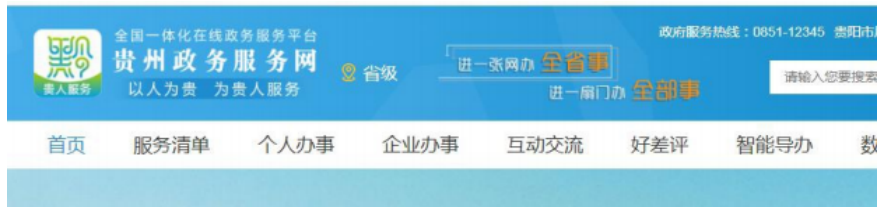 政府服务热线：0851-12345 贵阳市
全国一体化在线政务服务平台
贵州政务服务网
省级
进一张网办 全省事
请输入您要搜索
贵人服务
以人为贵 为贵人服务
进一扇门办 全部事
首页 服务清单 个人办事 企业办事 互动交流 好差评 智能导办 数